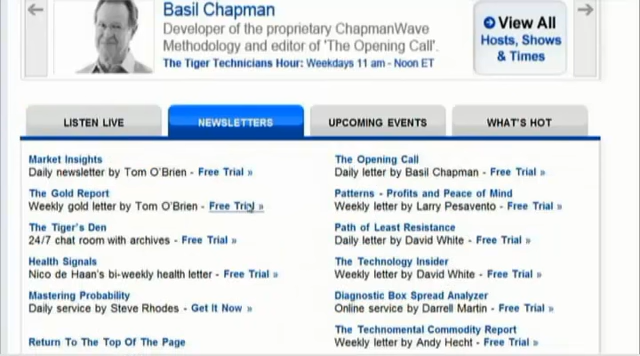 Basil Chapman
Developer of the proprietary ChapmanWave
Methodology and editor of 'The Opening Call'.
The Tiger Technicians Hour: Weekdays 11 am - Noon ET
View All
Hosts, Shows
& Times
LISTEN LIVE
NEWSLETTERS
UPCOMING EVENTS
WHAT'S HOT
Market Insights
Daily newsletter by Tom O'Brien - Free Trial »
The Gold Report
Weekly gold letter by Tom O'Brien - Free Trial »
The Tiger's Den
24/7 chat room with archives - Free Trial »
Health Signals
Nico de Haan's bi-weekly health letter - Free Trial »
Mastering Probability
Daily service by Steve Rhodes - Get It Now »
Return To The Top Of The Page
The Opening Call
Daily letter by Basil Chapman - Free Trial »
Patterns - Profits and Peace of Mind
Weekly letter by Larry Pesavento - Free Trial »
Path of Least Resistance
Daily letter by David White - Free Trial »
The Technology Insider
Weekly letter by David White - Free Trial »
Diagnostic Box Spread Analyzer
Online service by Darrell Martin - Free Trial »
The Technomental Commodity Report
Weekly letter by Andy Hecht - Free Trial »